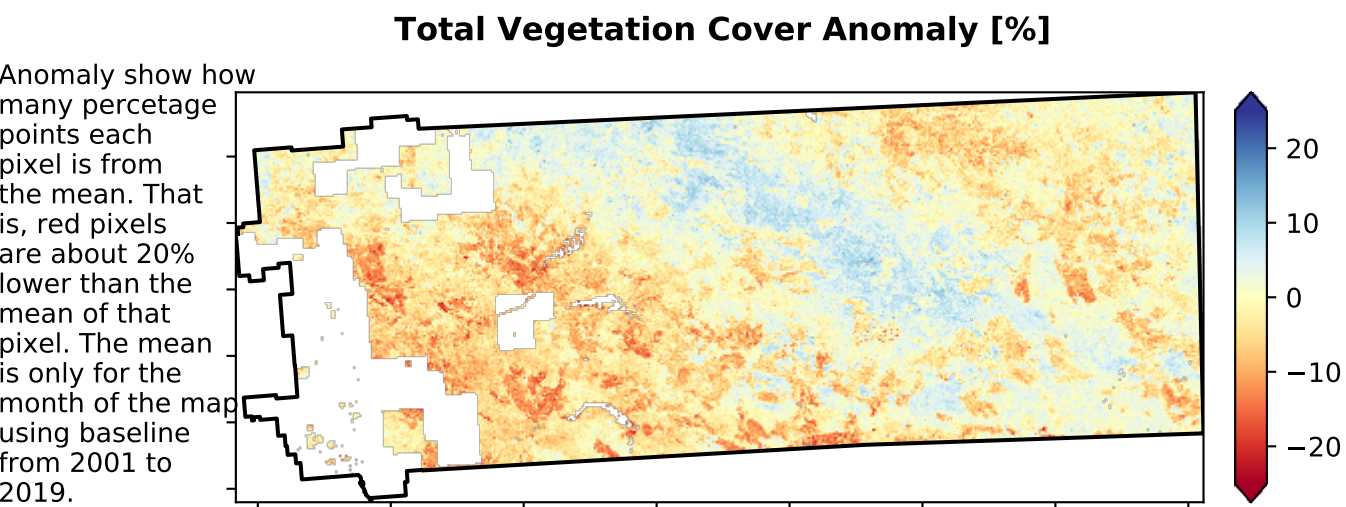 Total Vegetation Cover Anomaly [%]
Anomaly show how
many percetage
points each
pixel is from
the mean. That
is, red pixels
are about 20%
lower than the
mean of that
pixel. The mean
is only for the
month of the map
using baseline
from 2001 to
2019.
20
10
0
−10
−20